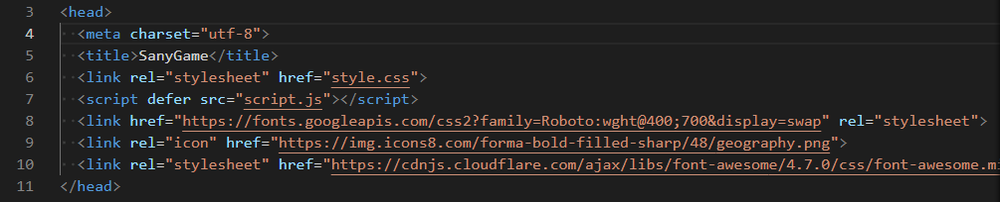 3 <head>
4 <meta charset="utf-8">
5 <title>SanyGame</title>
6 <link rel="stylesheet" href="style.css">
7 <script defer src="script.js"></script>
8 <link href="https://fonts.googleapis.com/css2?family=Roboto:wght@400;700&display=swap" rel="stylesheet">
9 <link rel="icon" href="https://img.icons8.com/forma-bold-filled-sharp/48/geography.png">
10 <link rel="stylesheet" href="https://cdnjs.cloudflare.com/ajax/libs/font-awesome/4.7.0/css/font-awesome.mi
11 </head>